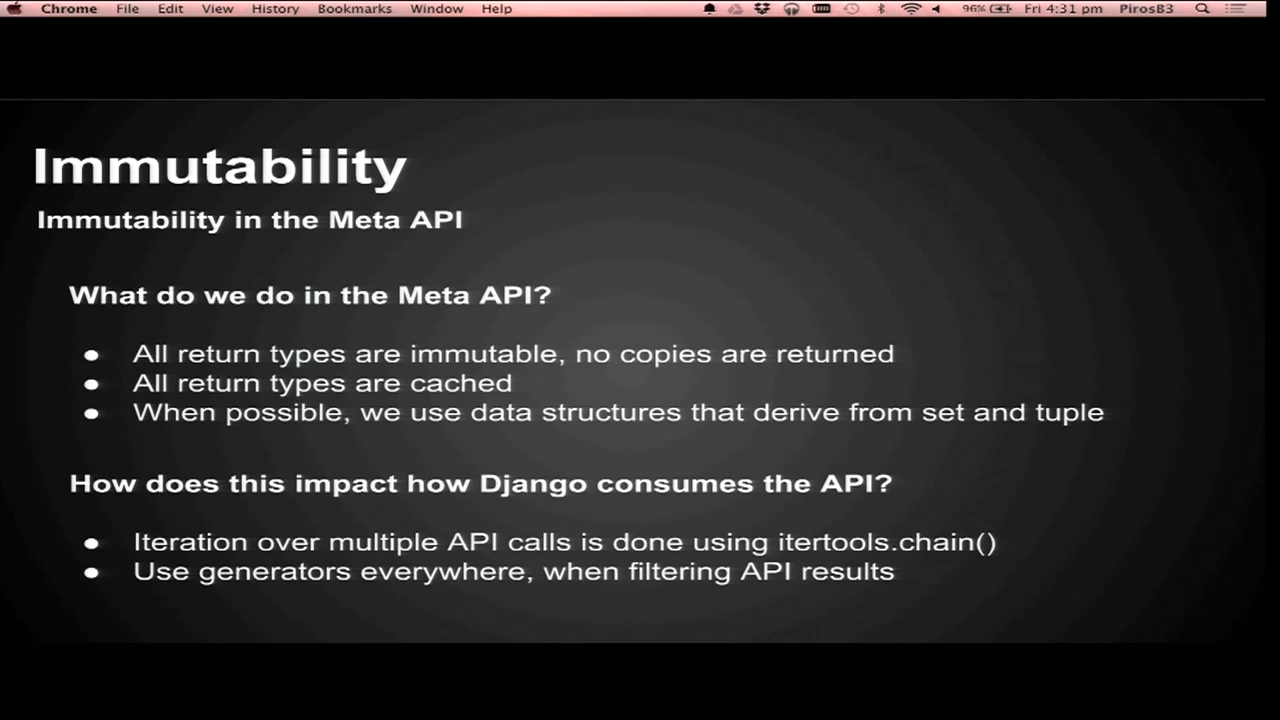 Chrome File Edit View History Bookmarks Window Help 96% Fri 4:31 pm PirosB3
Immutability
Immutability in the Meta API
What do we do in the Meta API?
● All return types are immutable, no copies are returned
● All return types are cached
● When possible, we use data structures that derive from set and tuple
How does this impact how Django consumes the API?
● Iteration over multiple API calls is done using itertools.chain()
● Use generators everywhere, when filtering API results